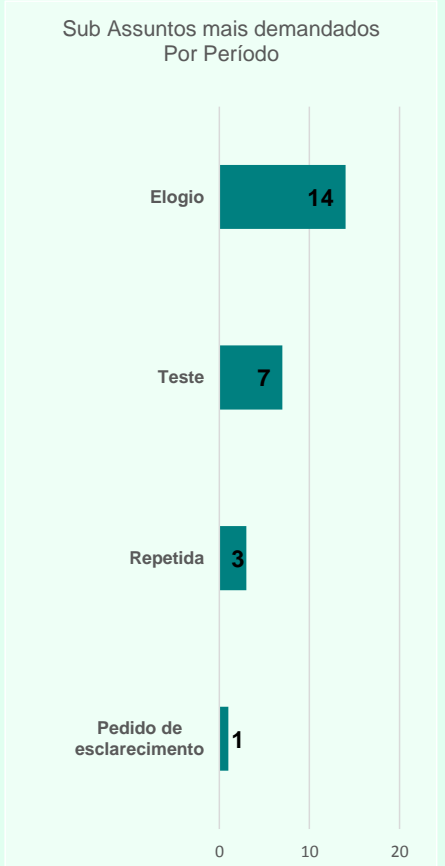 Sub Assuntos mais demandados
Por Período
Elogio
14
Teste
7
Repetida
3
Pedido de
esclarecimento
1
0
10
20